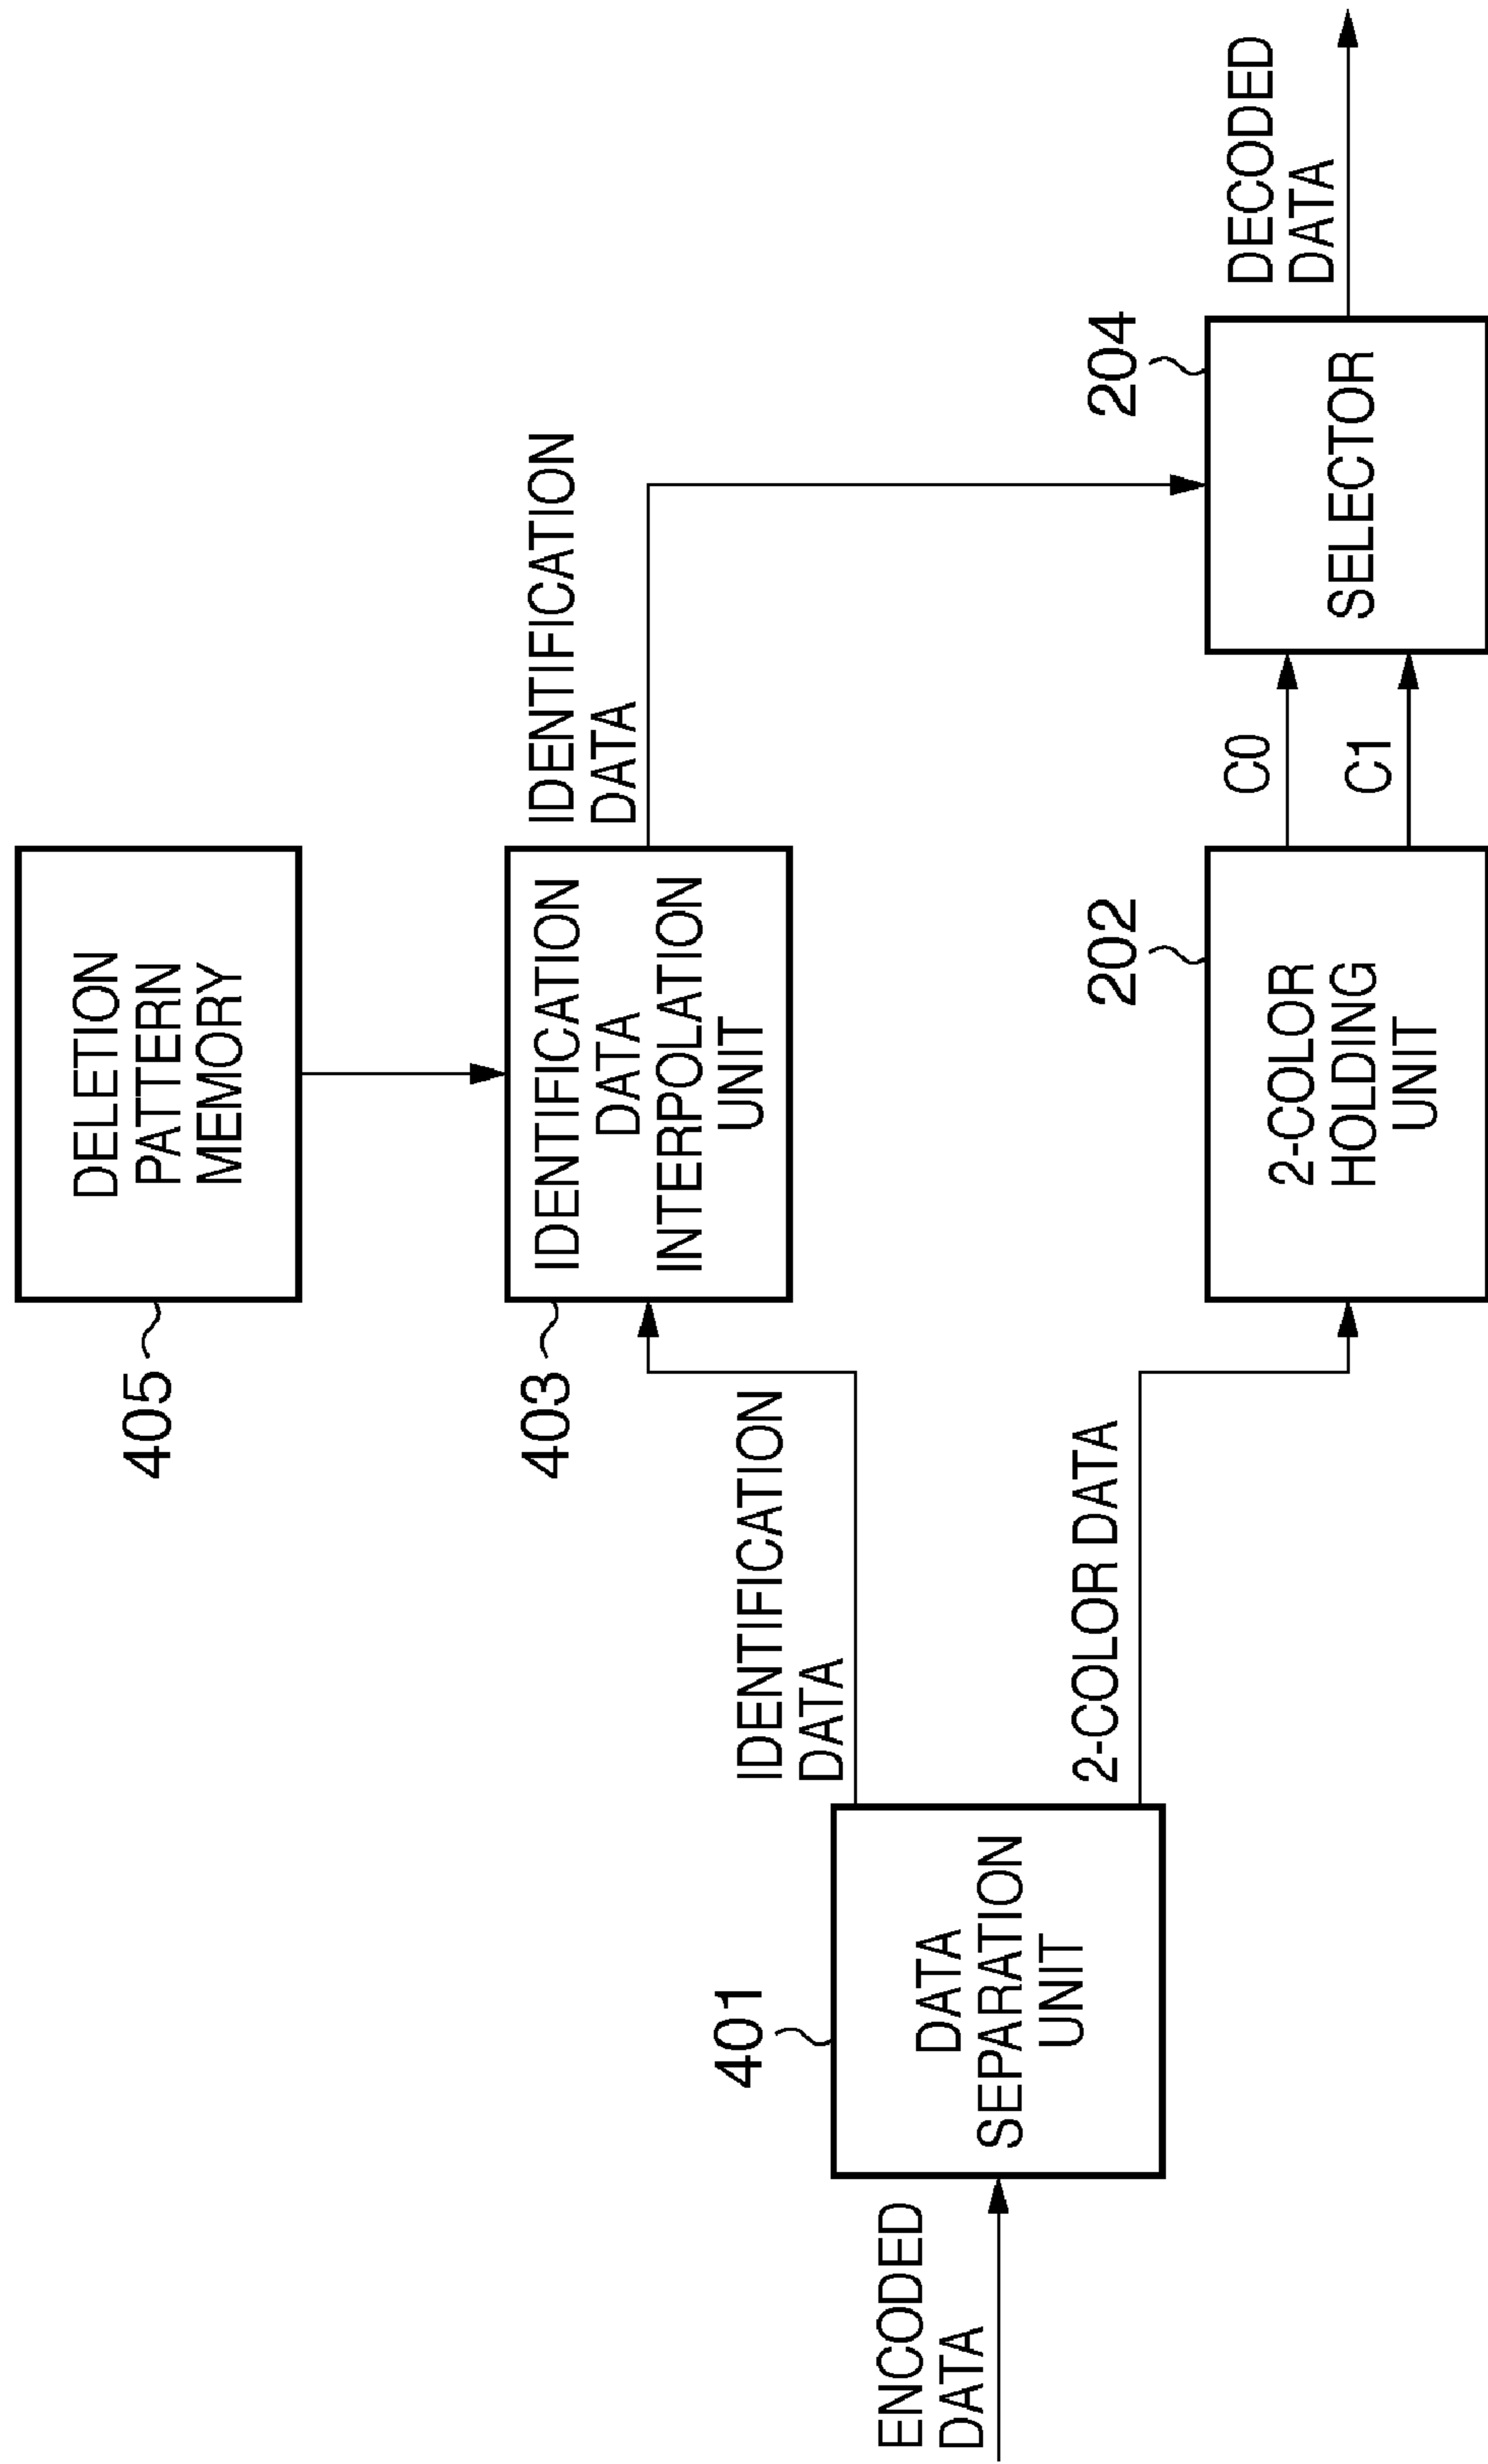 405
DELETION
PATTERN
MEMORY
403
IDENTIFICATION
DATA
INTERPOLATION
UNIT
IDENTIFICATION
DATA
IDENTIFICATION
DATA
401
ENCODED
DATA
DATA
SEPARATION
UNIT
2-COLOR DATA
202
2-COLOR
HOLDING
UNIT
C0
C1
204
SELECTOR
DECODED
DATA